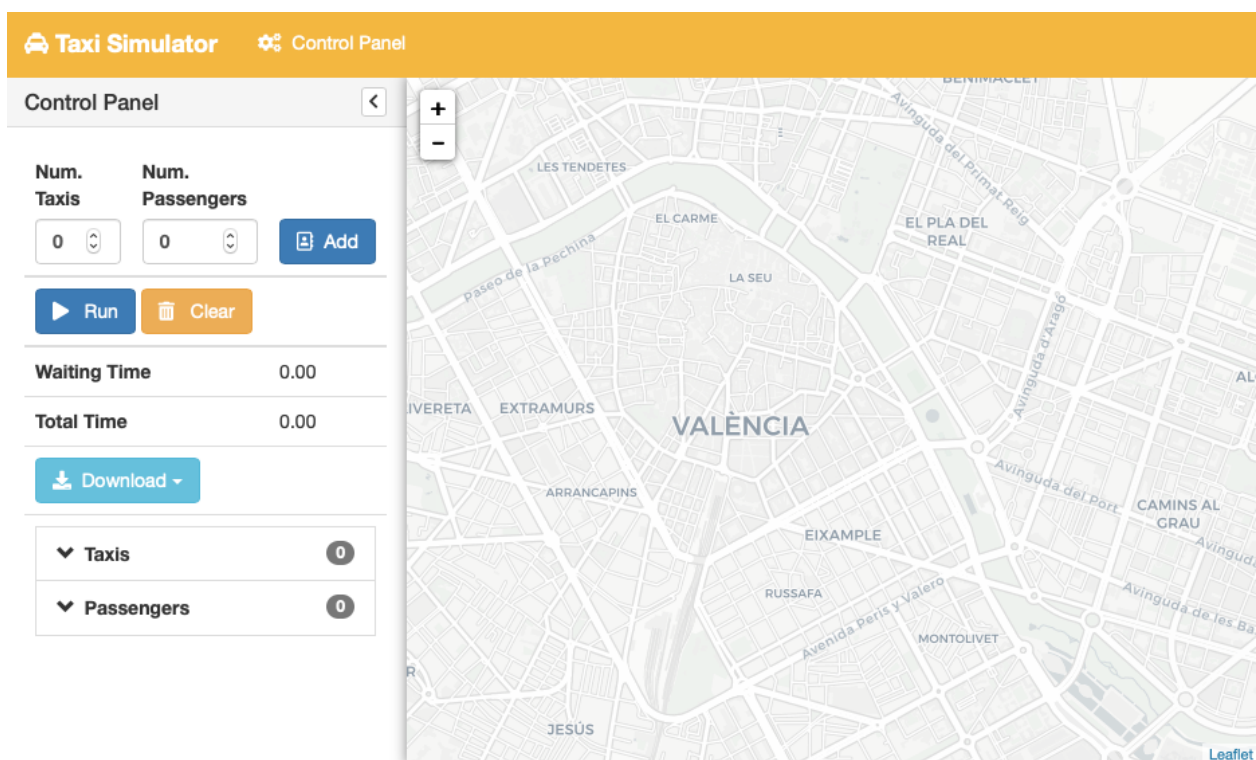 Taxi Simulator
Control Panel
Control Panel
Num.
Taxis
Num.
Passengers
0
0
Add
Run
Clear
Waiting Time
0.00
Total Time
0.00
Download
Taxis
0
Passengers
0
+
-
BENIMACLET
Avinguda del Primat Reig
LES TENDETES
EL CARME
EL PLA DEL
REAL
Paseo de la Pechina
LA SEU
Avinguda d'Aragó
EXTRAMURS
VALÈNCIA
Avinguda del Port
ARRANCAPINS
CAMINS AL
GRAU
EIXAMPLE
RUSSAFA
Avenida Peris y Valero
MONTOLIVET
JESÚS
Leaflet